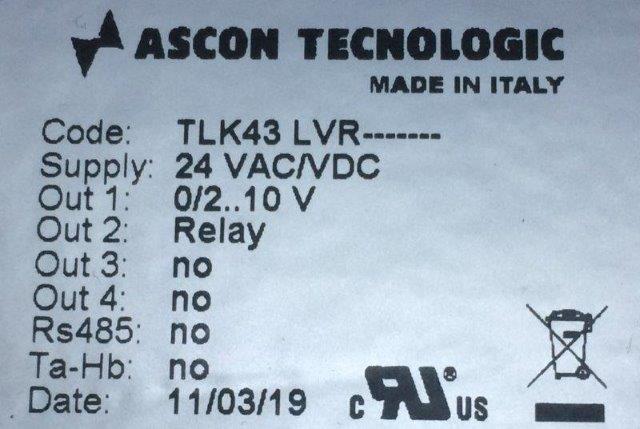 ASCON TECNOLOGIC
MADE IN ITALY
Code: TLK43 LVR-------
Supply: 24 VAC/VDC
Out 1: 0/2..10 V
Out 2: Relay
Out 3: no
Out 4: no
Rs485: no
Ta-Hb: no
Date: 11/03/19
c RU® US